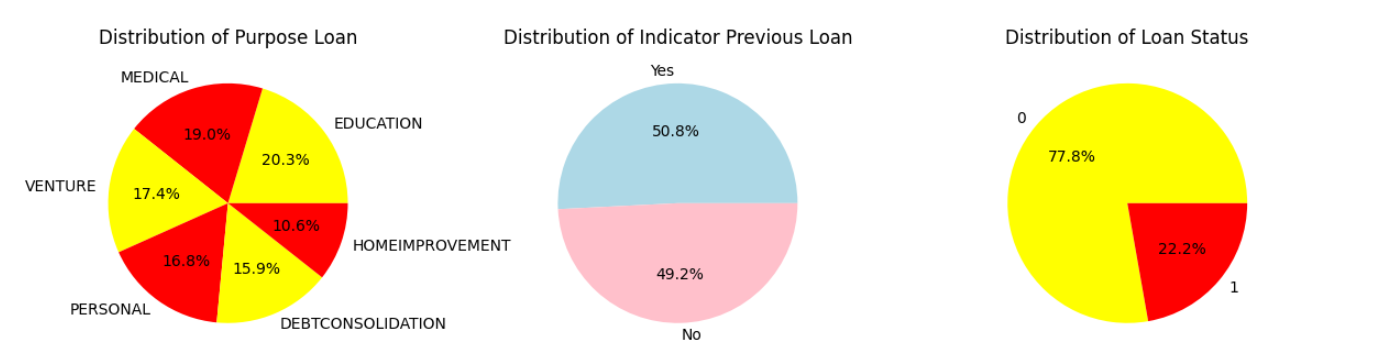 Distribution of Purpose Loan
MEDICAL
19.0%
EDUCATION
20.3%
VENTURE
17.4%
10.6%
HOMEIMPROVEMENT
16.8%
15.9%
PERSONAL
DEBTCONSOLIDATION
Distribution of Indicator Previous Loan
Yes
50.8%
49.2%
No
Distribution of Loan Status
0
77.8%
22.2%
1